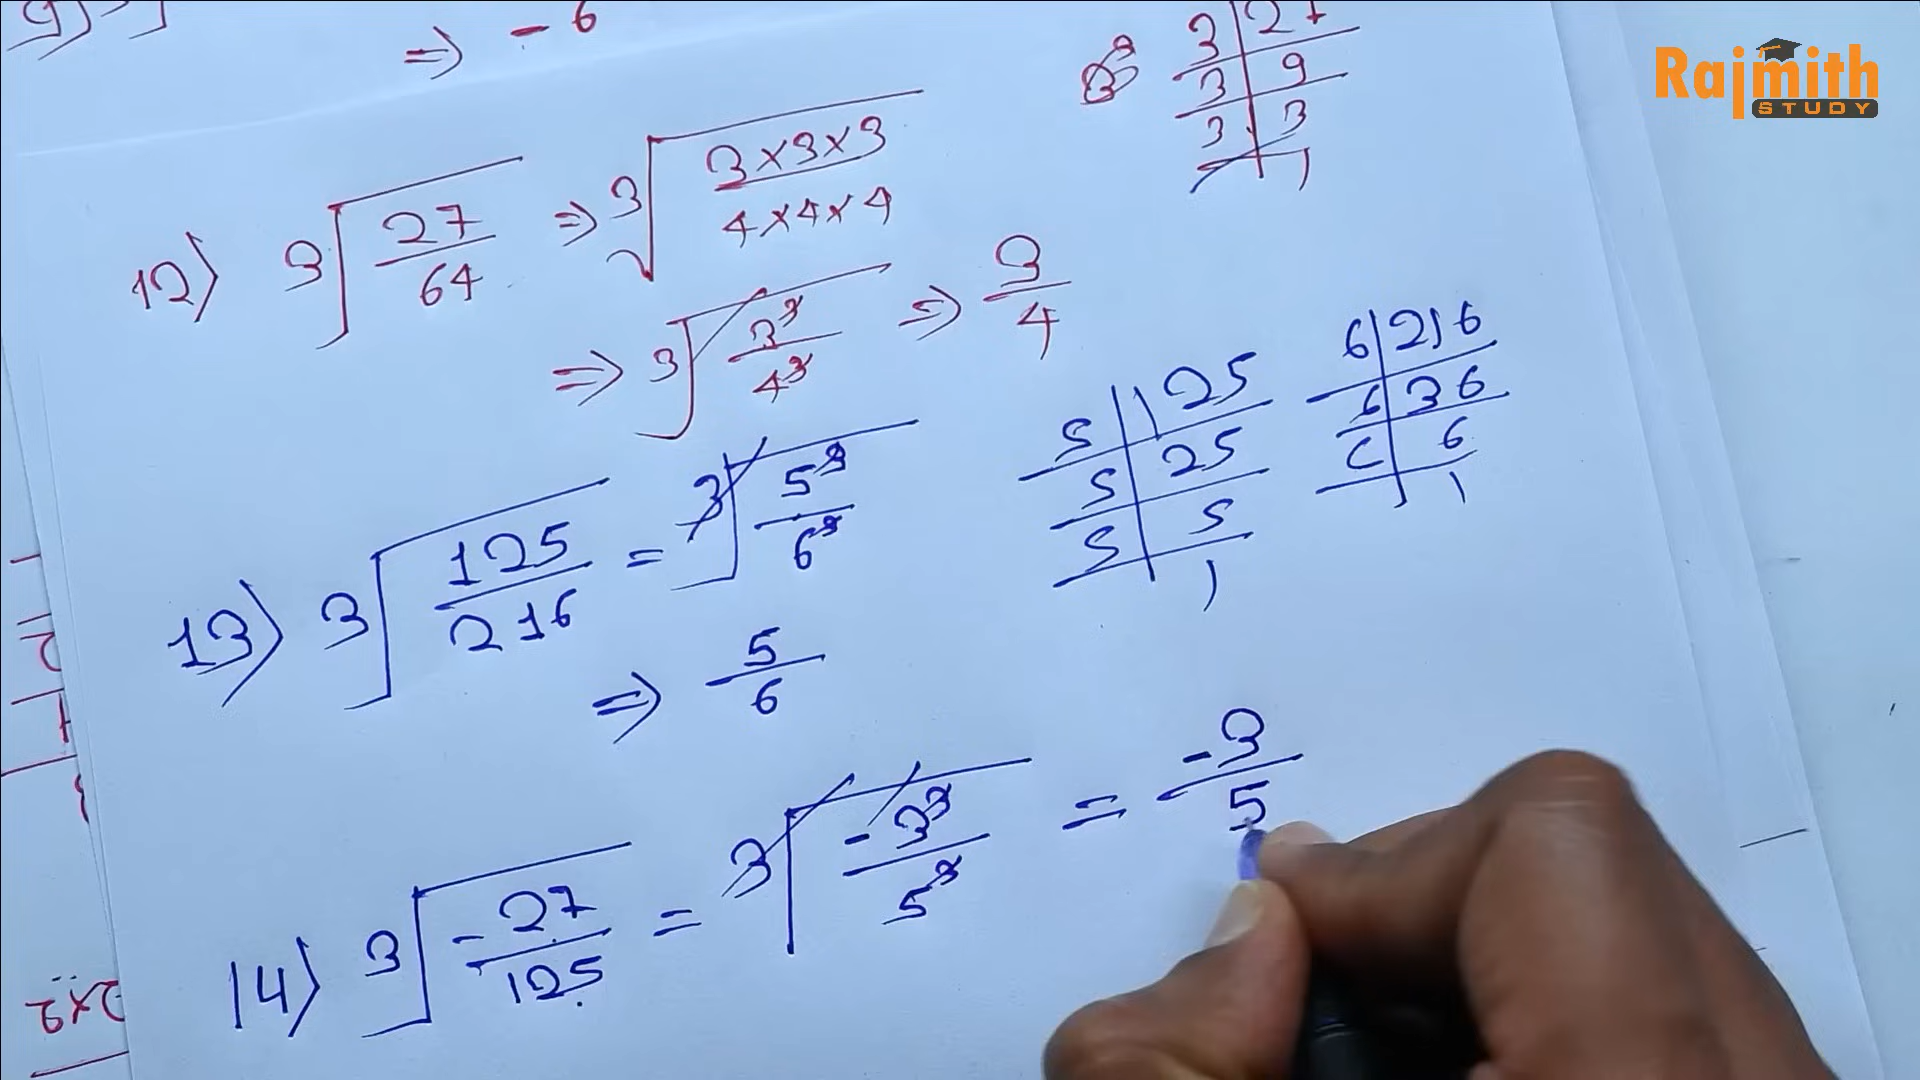 ⇒ -6
3 | 27
3 | 9
3 | 3
1
Rajmith
STUDY
12) ∛(27/64) ⇒ ∛((3×3×3)/(4×4×4))
⇒ ∛(3³/4³) ⇒ 3/4
5 | 125
5 | 25
5 | 5
1
6 | 216
6 | 36
6 | 6
1
13) ∛(125/216) = ∛(5³/6³)
⇒ 5/6
14) ∛(-27/125) = ∛(-3³/5³) = -3/5